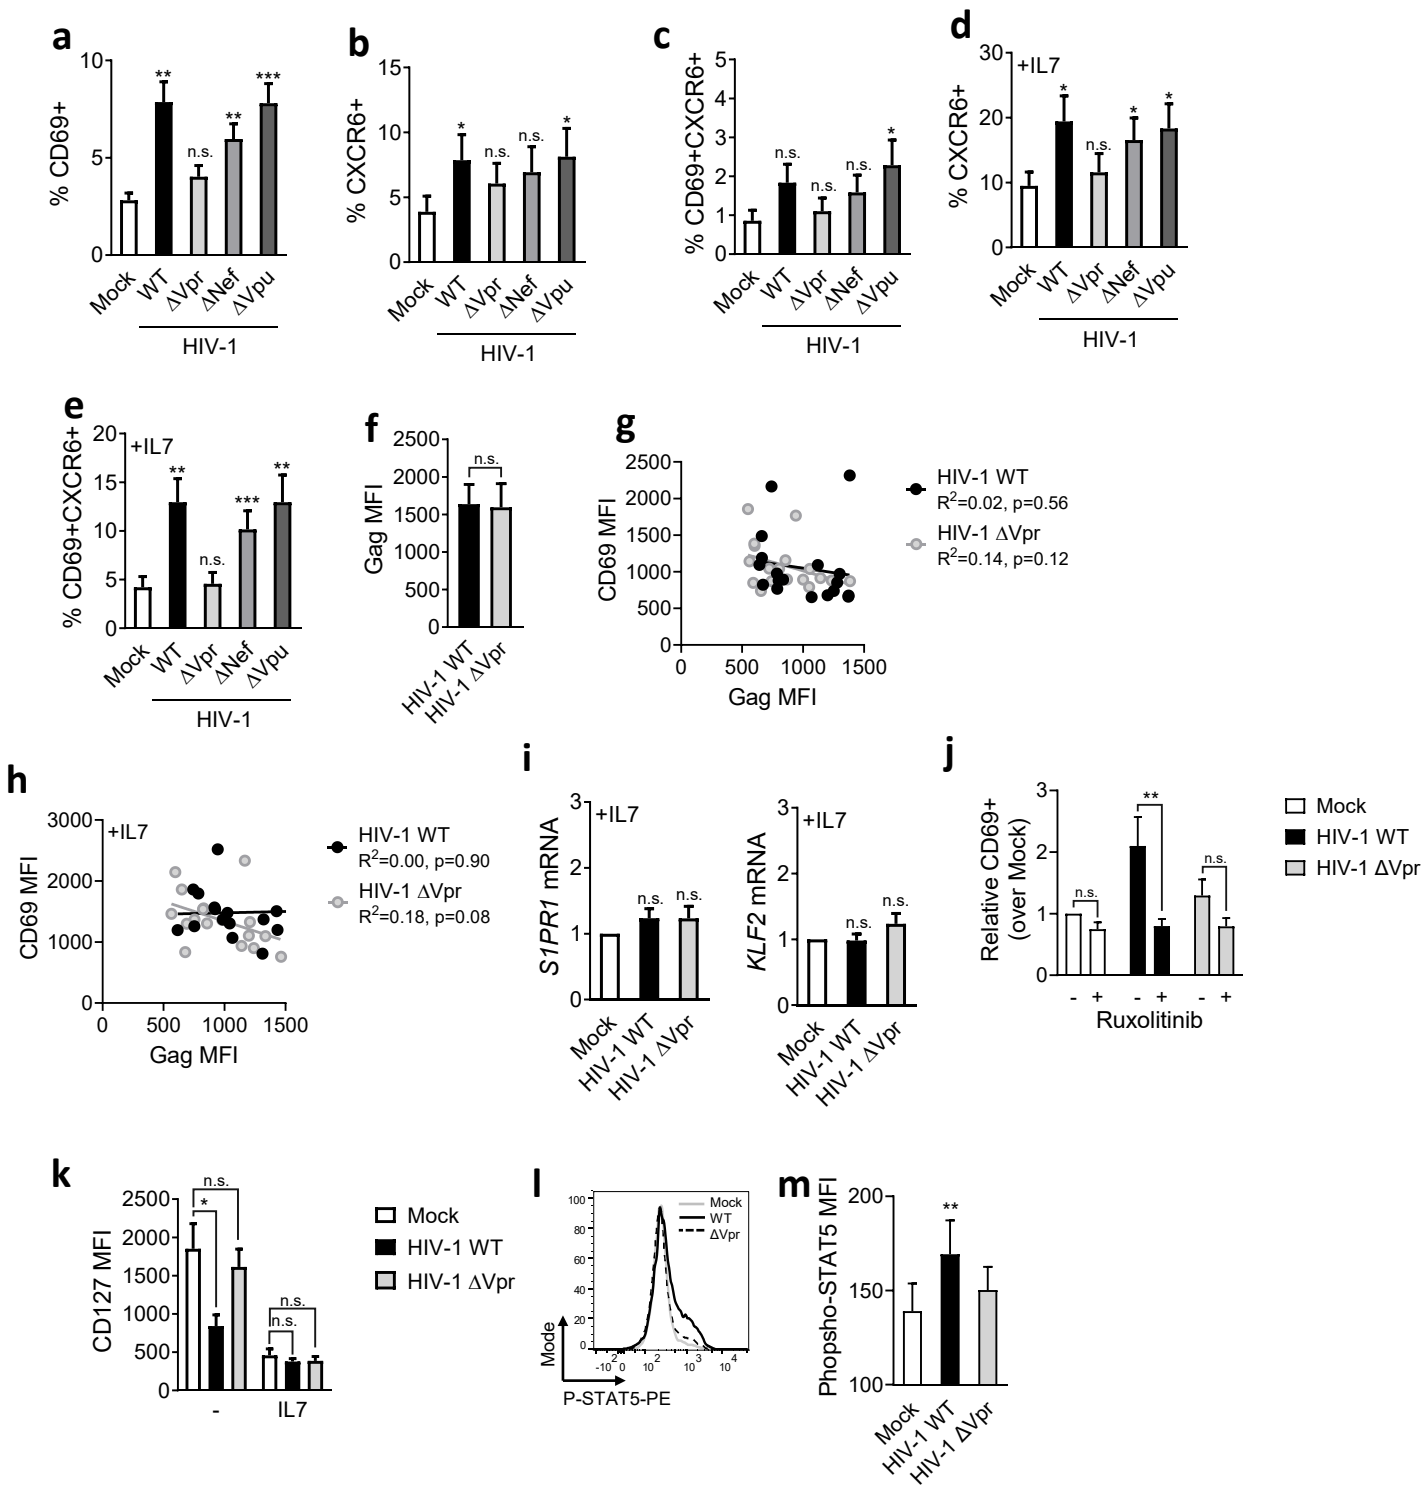 a
10
5
0
% CD69+
**
n.s.
**
***
Mock
WT
ΔVpr
ΔNef
ΔVpu
HIV-1
b
15
10
5
0
% CXCR6+
*
n.s.
n.s.
*
Mock
WT
ΔVpr
ΔNef
ΔVpu
HIV-1
c
5
4
3
2
1
0
% CD69+CXCR6+
n.s.
n.s.
n.s.
*
Mock
WT
ΔVpr
ΔNef
ΔVpu
HIV-1
d
30
20
10
0
% CXCR6+
+IL7
*
n.s.
*
*
Mock
WT
ΔVpr
ΔNef
ΔVpu
HIV-1
e
20
15
10
5
0
% CD69+CXCR6+
+IL7
**
n.s.
***
**
Mock
WT
ΔVpr
ΔNef
ΔVpu
HIV-1
f
2500
2000
1500
1000
500
0
Gag MFI
n.s.
HIV-1 WT
HIV-1 ΔVpr
g
2500
2000
1500
1000
500
0
CD69 MFI
0 500 1000 1500
Gag MFI
HIV-1 WT
R2=0.02, p=0.56
HIV-1 ΔVpr
R2=0.14, p=0.12
h
3000
2000
1000
0
CD69 MFI
+IL7
0 500 1000 1500
Gag MFI
HIV-1 WT
R2=0.00, p=0.90
HIV-1 ΔVpr
R2=0.18, p=0.08
i
3
2
1
0
S1PR1 mRNA
+IL7
n.s.
n.s.
Mock
HIV-1 WT
HIV-1 ΔVpr
3
2
1
0
KLF2 mRNA
+IL7
n.s.
n.s.
Mock
HIV-1 WT
HIV-1 ΔVpr
j
3
2
1
0
Relative CD69+
(over Mock)
n.s.
**
n.s.
- + - + - +
Ruxolitinib
Mock
HIV-1 WT
HIV-1 ΔVpr
k
2500
2000
1500
1000
500
0
CD127 MFI
n.s.
*
n.s.
n.s.
- IL7
Mock
HIV-1 WT
HIV-1 ΔVpr
l
100
80
60
40
20
0
Mode
Mock
WT
ΔVpr
-10 2 0 10 2 10 3 10 4
P-STAT5-PE
m
200
150
100
Phopsho-STAT5 MFI
**
Mock
HIV-1 WT
HIV-1 ΔVpr